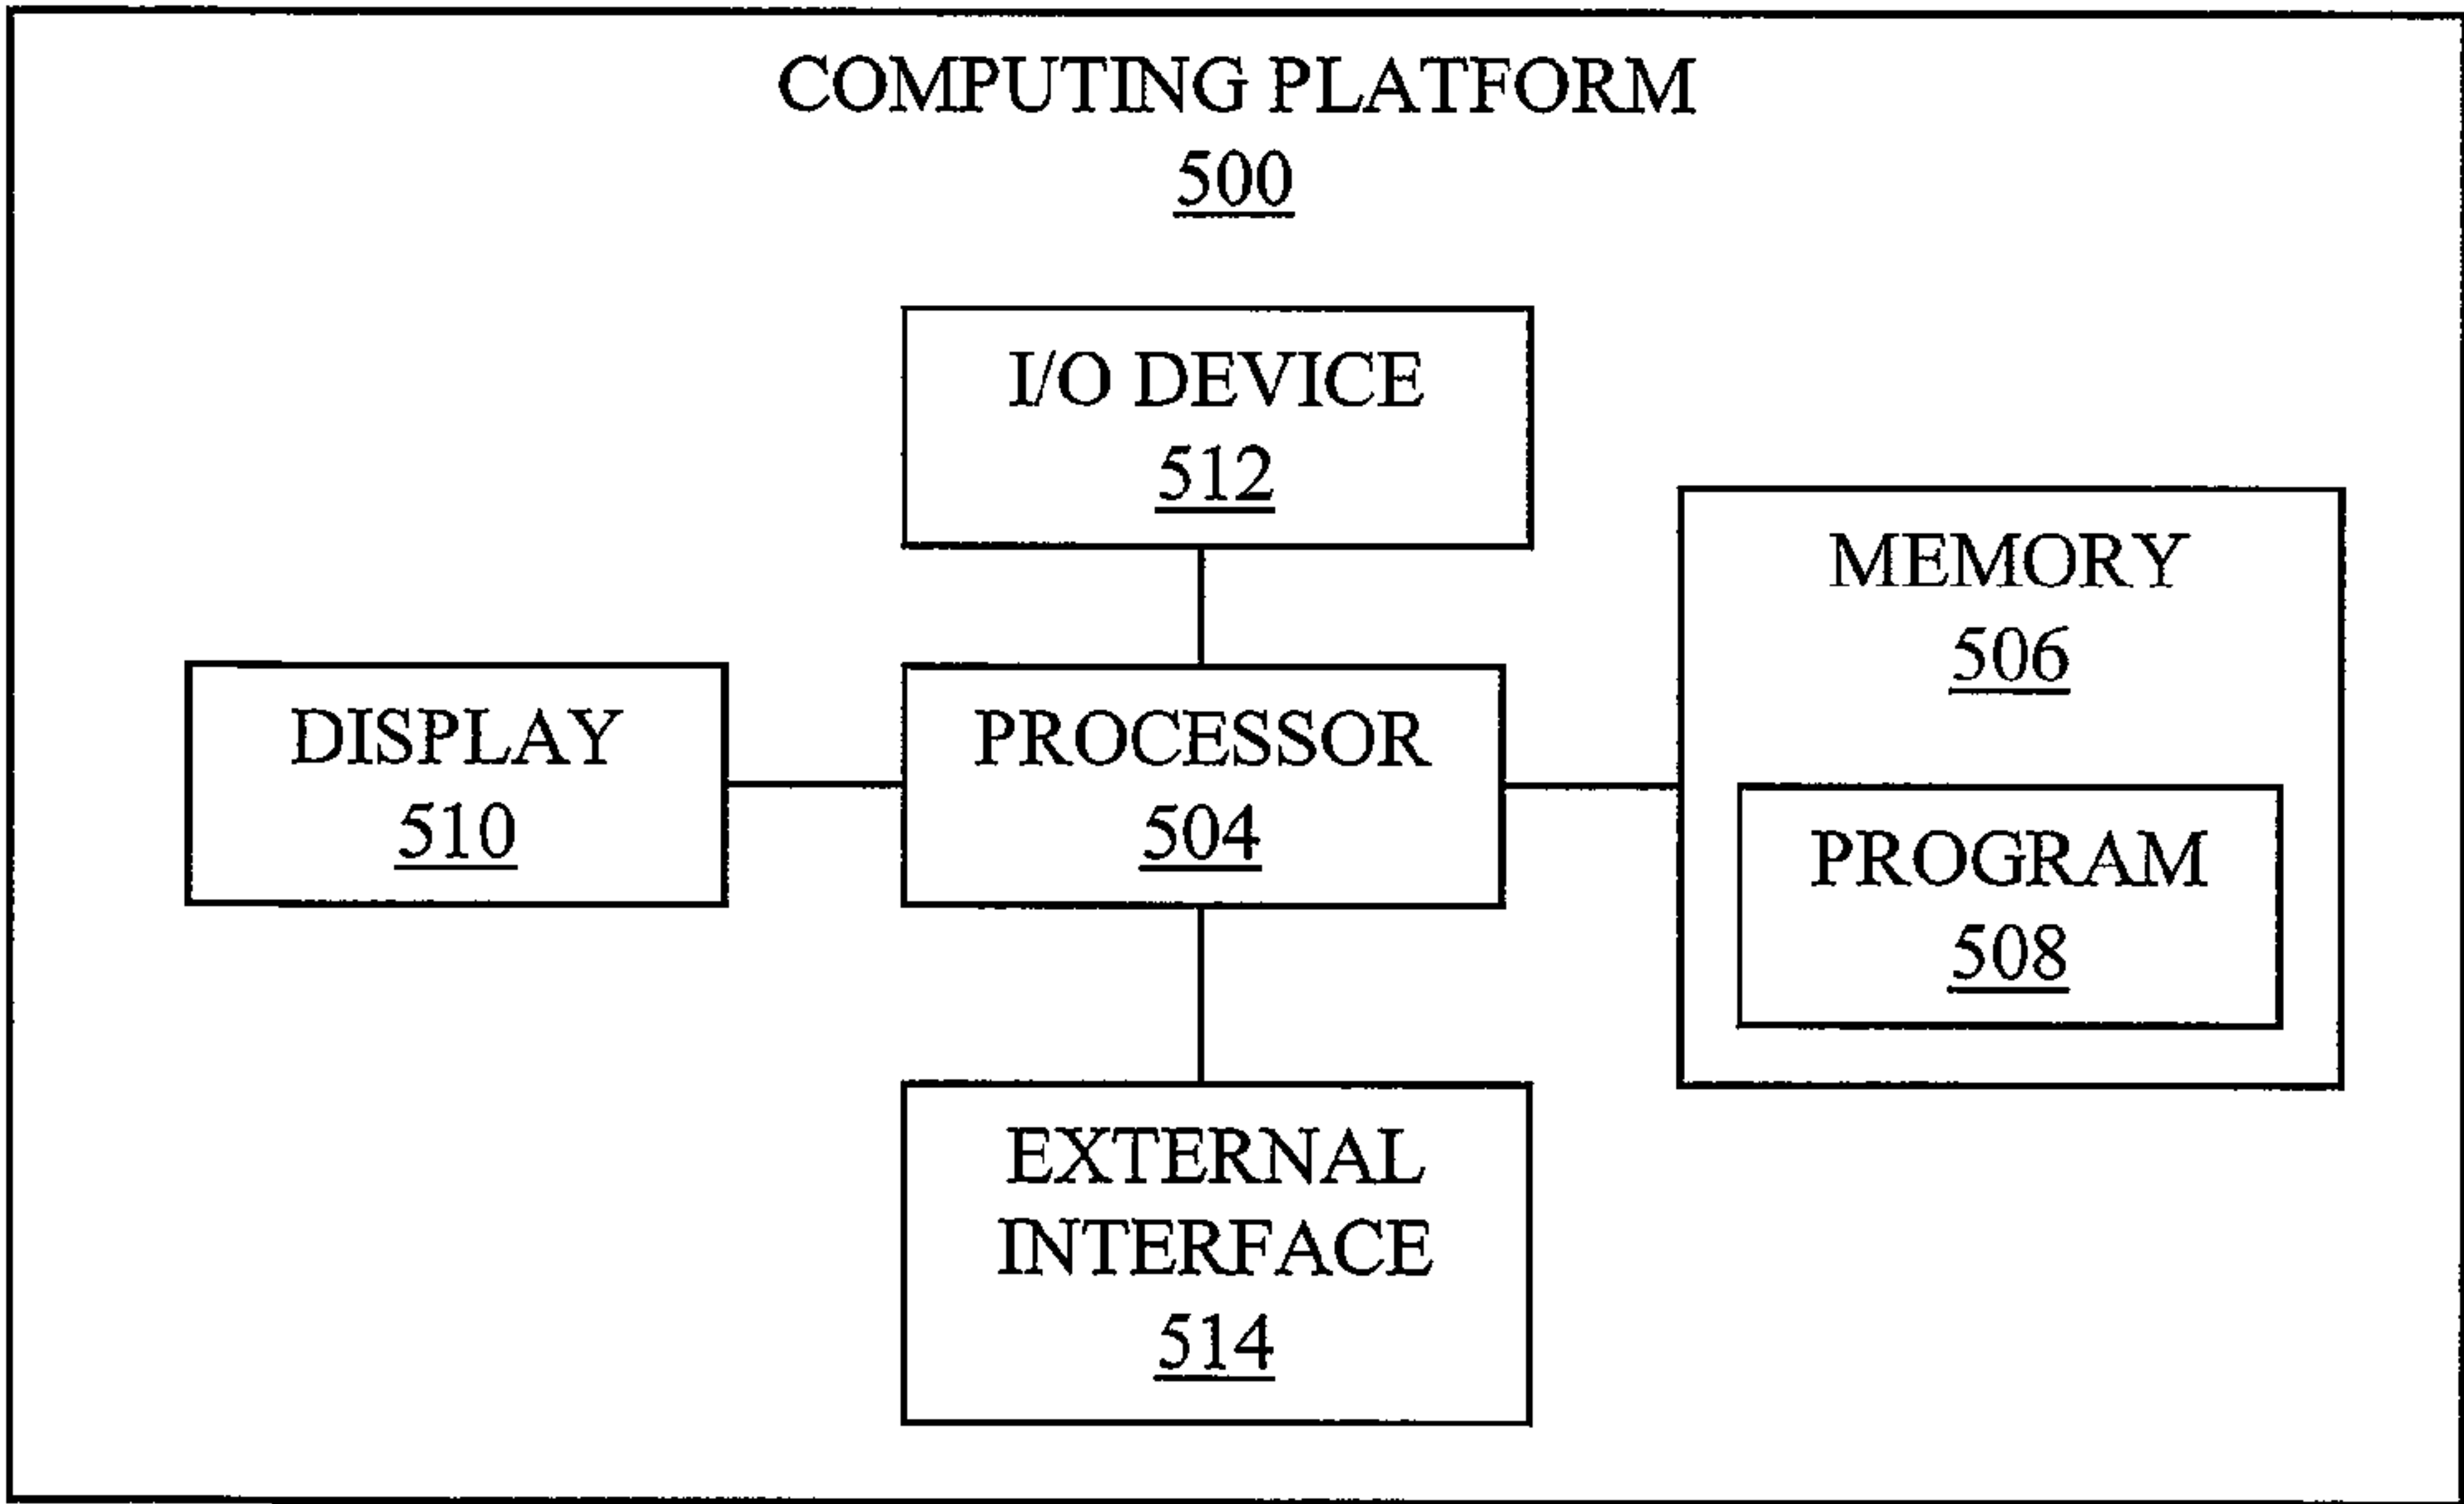 COMPUTING PLATFORM
500
I/O DEVICE
512
MEMORY
506
DISPLAY
510
PROCESSOR
504
PROGRAM
508
EXTERNAL
INTERFACE
514